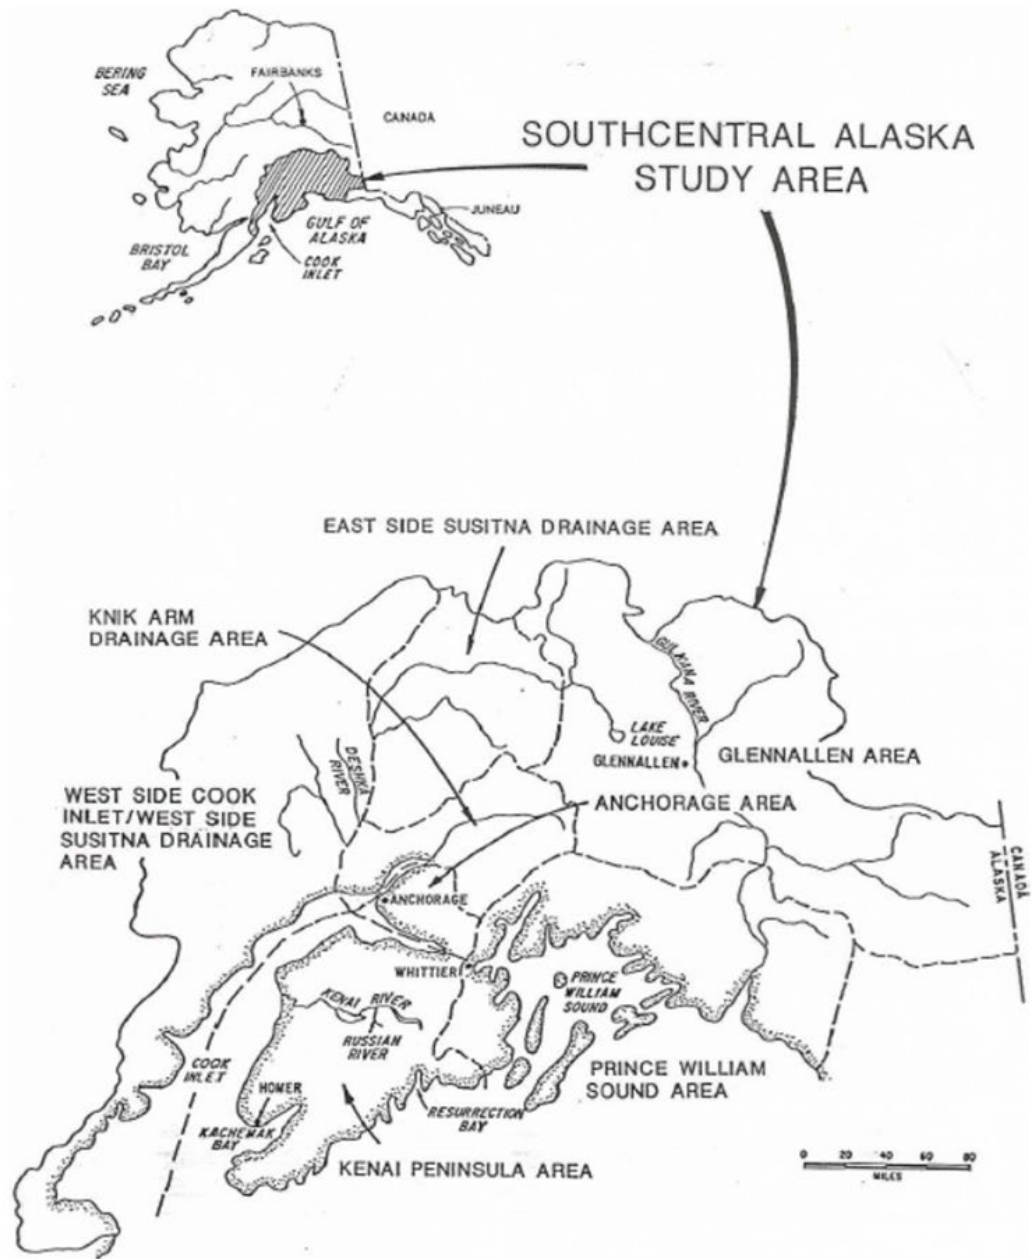 BERING
SEA
FAIRBANKS
CANADA
SOUTHCENTRAL ALASKA
STUDY AREA
JUNEAU
GULF OF
ALASKA
BRISTOL
BAY
COOK
INLET
EAST SIDE SUSITNA DRAINAGE AREA
KNIK ARM
DRAINAGE AREA
GULKANA RIVER
LAKE
LOUISE
GLENNALLEN
GLENNALLEN AREA
DESHKA
RIVER
WEST SIDE COOK
INLET/WEST SIDE
SUSITNA DRAINAGE
AREA
ANCHORAGE AREA
CANADA
ALASKA
ANCHORAGE
WHITTIER
PRINCE
WILLIAM
SOUND
KENAI RIVER
RUSSIAN
RIVER
COOK
INLET
HOMER
PRINCE WILLIAM
SOUND AREA
KACHEMAK
BAY
RESURRECTION
BAY
KENAI PENINSULA AREA
0 20 40 60 80
MILES